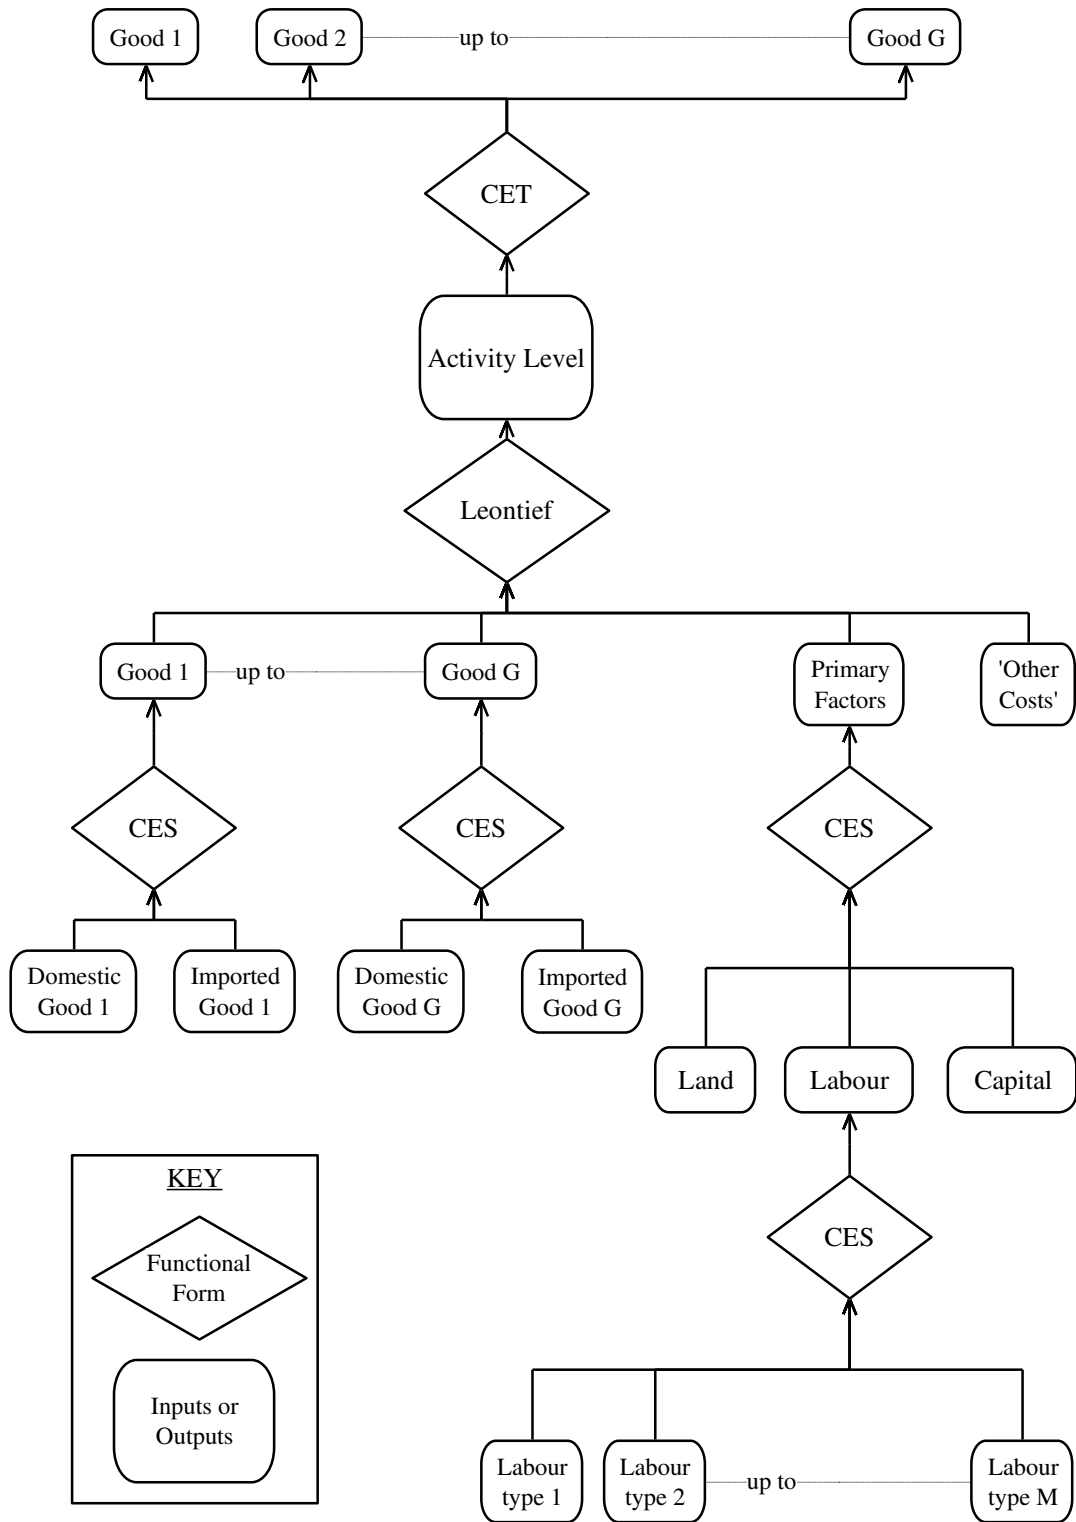 Good 1
Good 2
up to
Good G
CET
Activity Level
Leontief
Good 1
up to
Good G
Primary
Factors
'Other
Costs'
CES
CES
CES
Domestic
Good 1
Imported
Good 1
Domestic
Good G
Imported
Good G
Land
Labour
Capital
KEY
Functional
Form
Inputs or
Outputs
CES
Labour
type 1
Labour
type 2
up to
Labour
type M